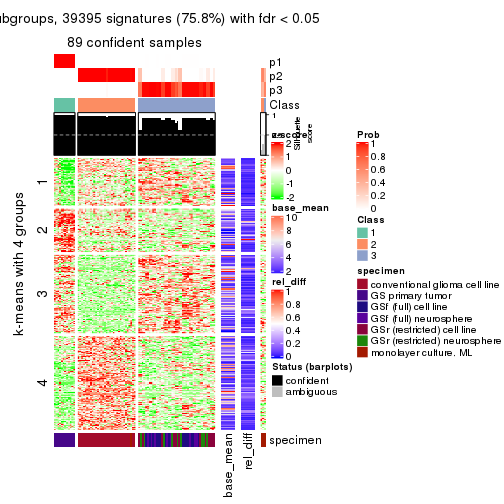 ubgroups, 39395 signatures (75.8%) with fdr < 0.05
89 confident samples
p1
p2
p3
Class
1
Silhouette
score
z-score
2
1
0
-1
-2
base_mean
10
8
6
4
2
rel_diff
1
0.8
0.6
0.4
0.2
0
Status (barplots)
confident
ambiguous
Prob
1
0.8
0.6
0.4
0.2
0
Class
1
2
3
specimen
conventional glioma cell line
GS primary tumor
GSf (full) cell line
GSf (full) neurosphere
GSr (restricted) cell line
GSr (restricted) neurosphere
monolayer culture. ML
k-means with 4 groups
1
2
3
4
base_mean
rel_diff
specimen